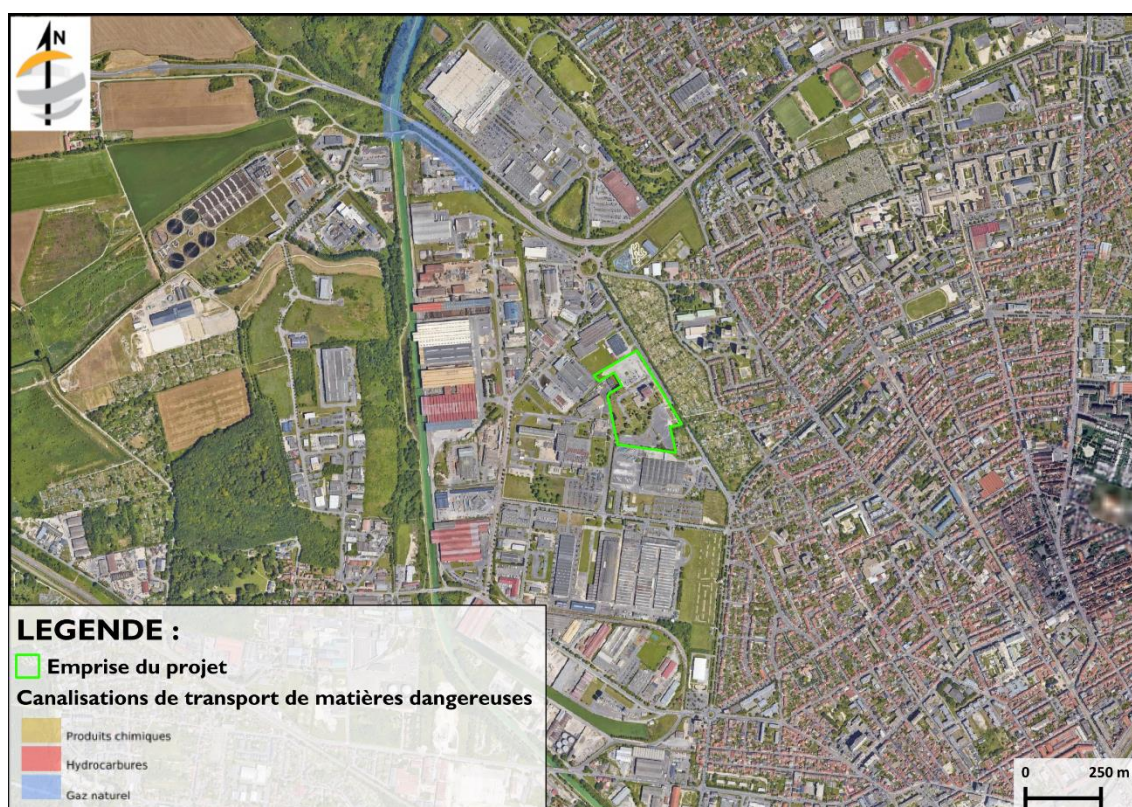 N
LEGENDE :
Emprise du projet
Canalisations de transport de matières dangereuses
Produits chimiques
Hydrocarbures
Gaz naturel
0 250 m